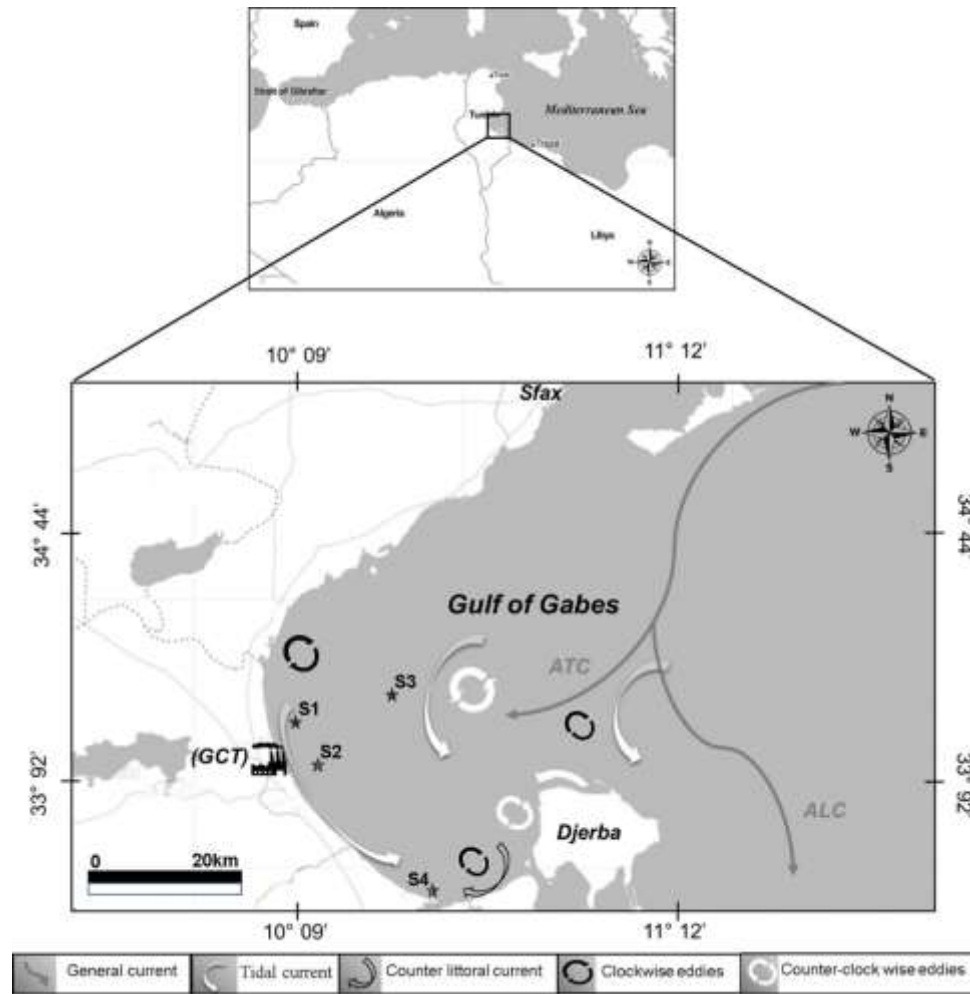 Spain
Strait of Gibraltar
Mediterranean Sea
Algeria
Libya
N
W E
S
10° 09' 11° 12'
Sfax
N
W E
S
34° 44' 34° 44'
Gulf of Gabes
ATC
S3
S1
(GCT) S2
33° 92' 33° 92'
Djerba ALC
0 20km
S4
10° 09' 11° 12'
General current Tidal current Counter littoral current Clockwise eddies Counter-clock wise eddies